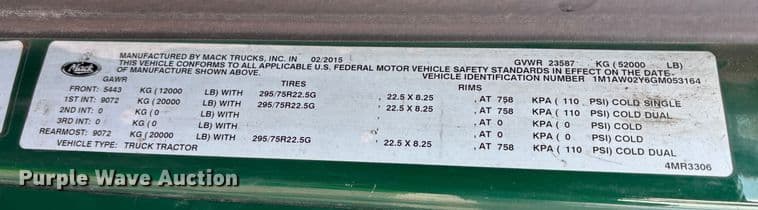 MANUFACTURED BY MACK TRUCKS, INC. IN 02/2015 GVWR 23587 KG (52000 LB)
THIS VEHICLE CONFORMS TO ALL APPLICABLE U.S. FEDERAL MOTOR VEHICLE SAFETY STANDARDS IN EFFECT ON THE DATE
OF MANUFACTURE SHOWN ABOVE. VEHICLE IDENTIFICATION NUMBER 1M1AW02Y6GM053164
Mack
GAWR TIRES RIMS
FRONT: 5443 KG (12000 LB) WITH 295/75R22.5G , 22.5 X 8.25 , AT 758 KPA ( 110 PSI) COLD SINGLE
1ST INT: 9072 KG (20000 LB) WITH 295/75R22.5G , 22.5 X 8.25 , AT 758 KPA ( 110 PSI) COLD DUAL
2ND INT: 0 KG (0 LB) WITH , , AT 0 KPA ( 0 PSI) COLD
3RD INT: 0 KG (0 LB) WITH , , AT 0 KPA ( 0 PSI) COLD
REARMOST: 9072 KG (20000 LB) WITH 295/75R22.5G , 22.5 X 8.25 , AT 758 KPA ( 110 PSI) COLD DUAL
VEHICLE TYPE: TRUCK TRACTOR
4MR3306
Purple Wave Auction